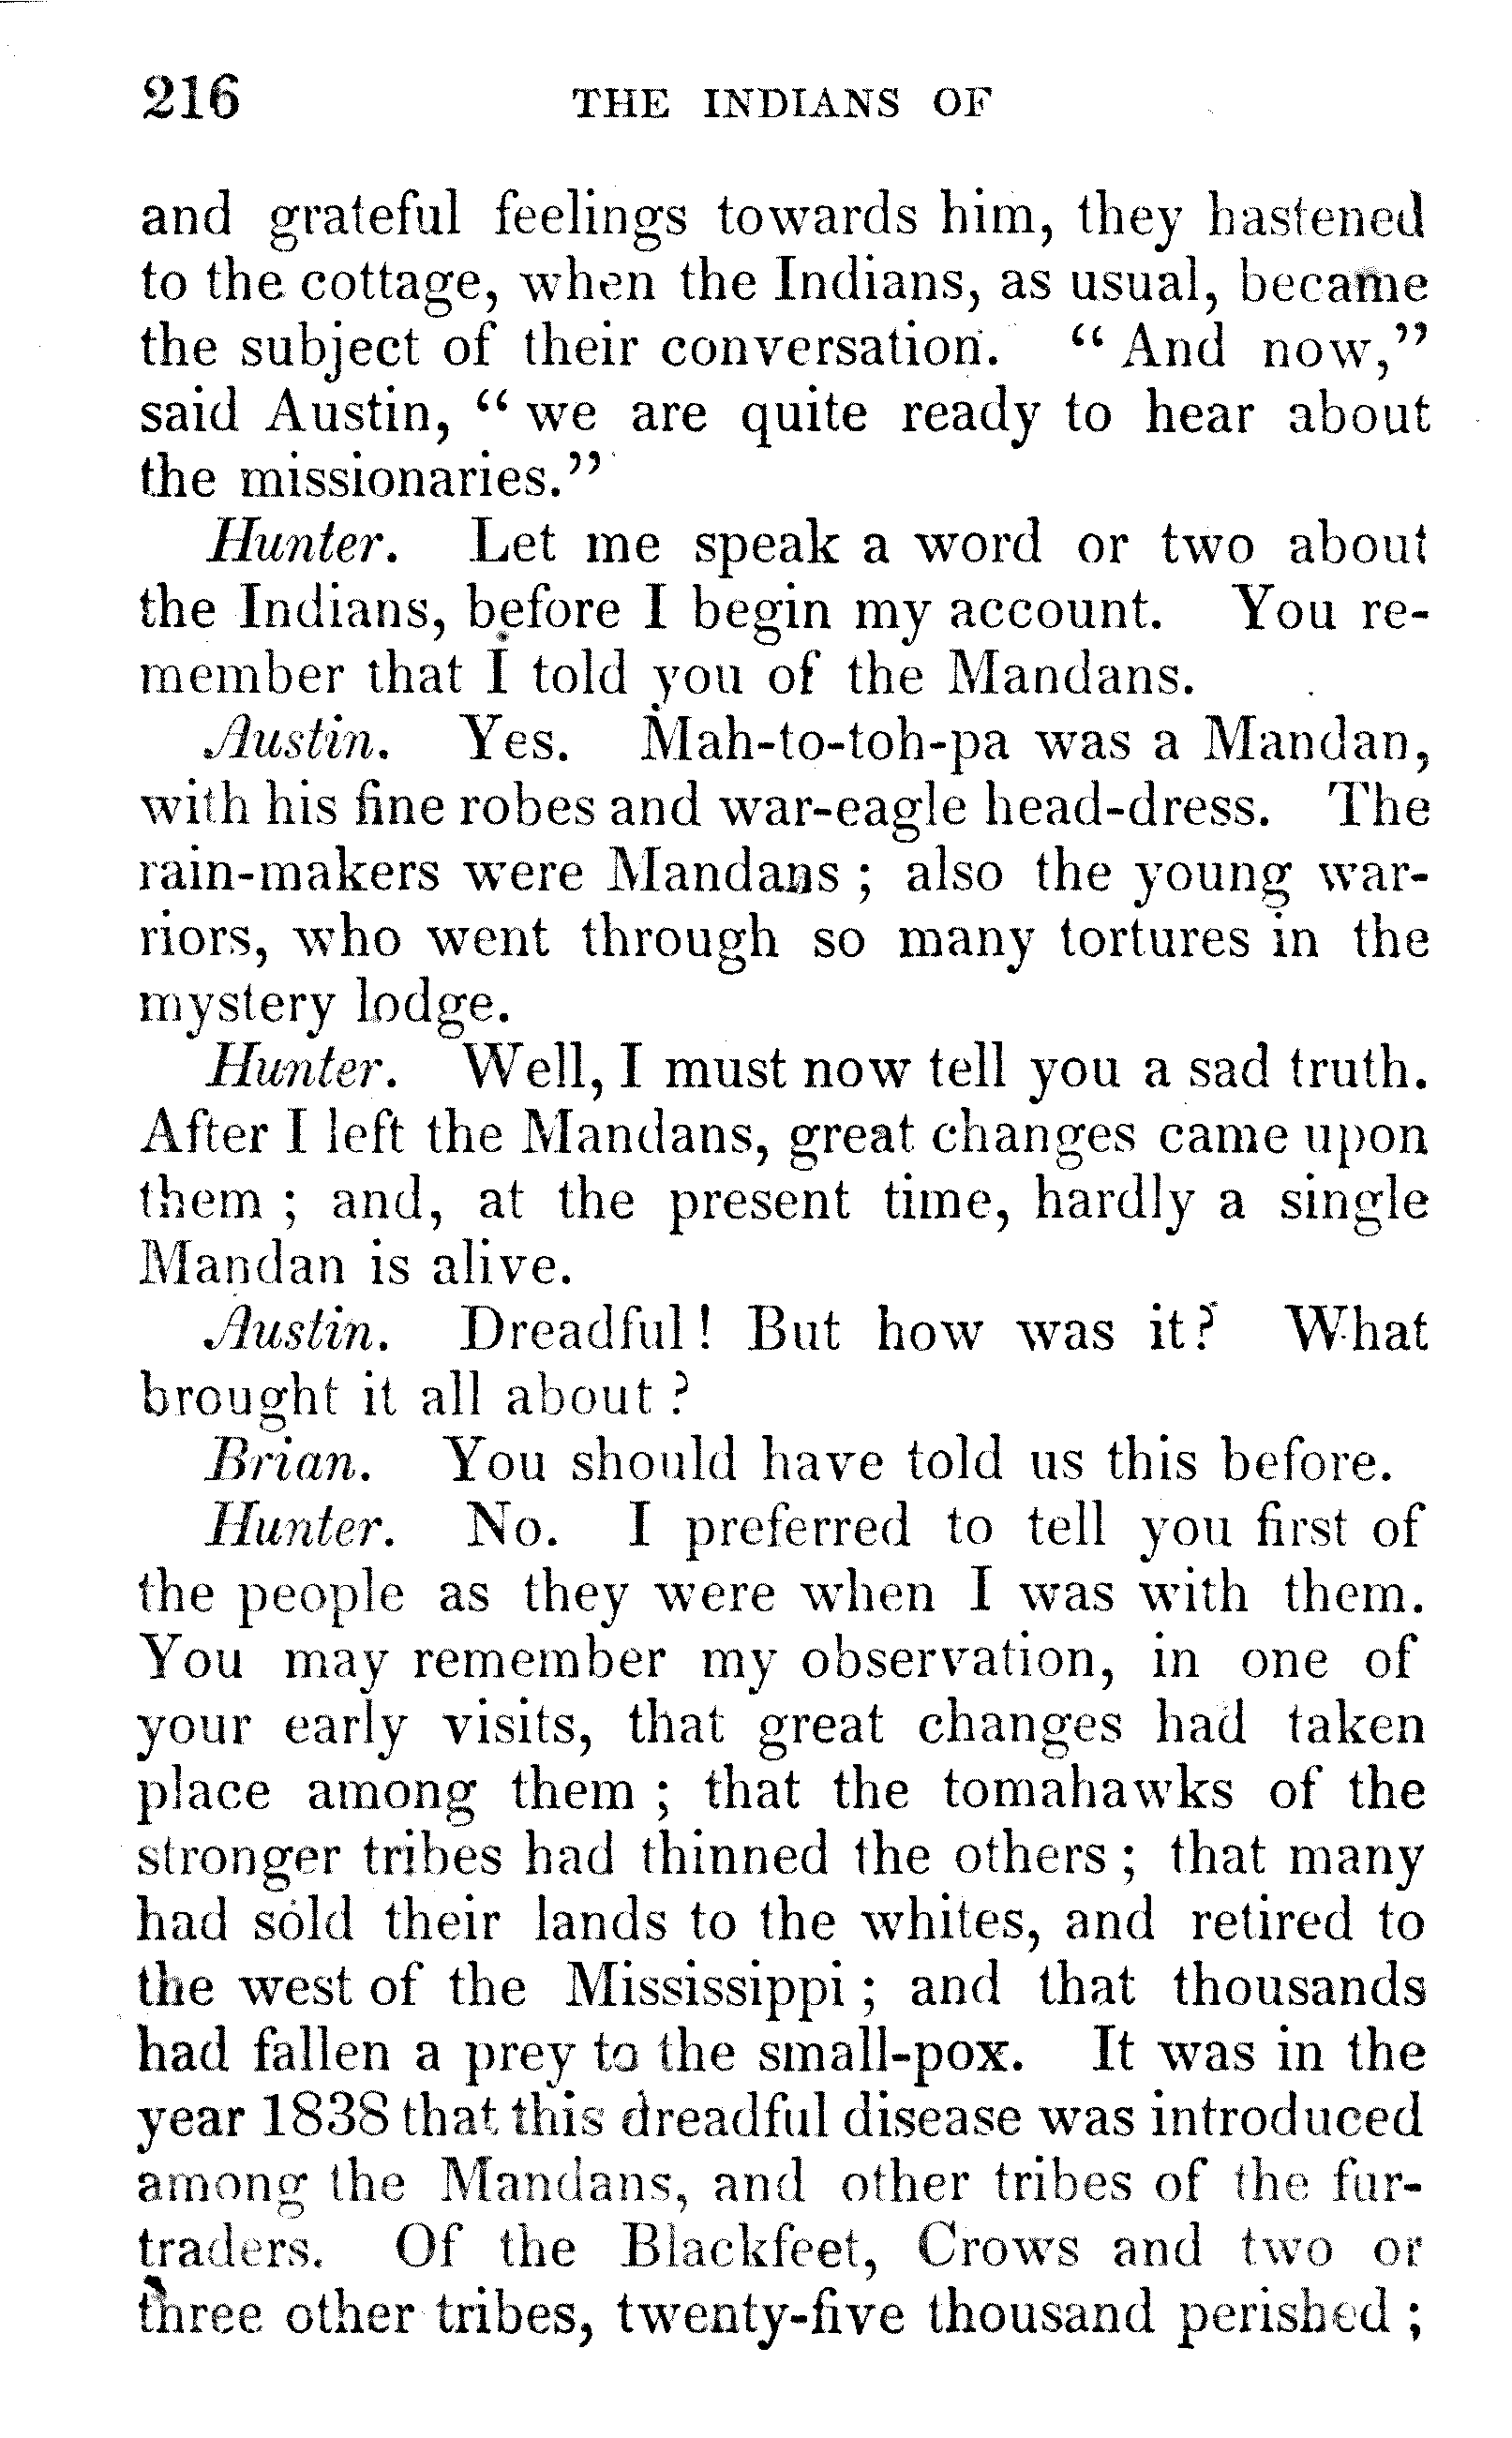 216 THE INDIANS OF
and grateful feelings towards him, they hastened
to the cottage, when the Indians, as usual, became
the subject of their conversation. “ And now,”
said Austin, “ we are quite ready to hear about
the missionaries.”
Hunter. Let me speak a word or two about
the Indians, before I begin my account. You re-
member that I told you of the Mandans.
Austin. Yes. Mah-to-toh-pa was a Mandan,
with his fine robes and war-eagle head-dress. The
rain-makers were Mandans ; also the young war-
riors, who went through so many tortures in the
mystery lodge.
Hunter. Well, I must now tell you a sad truth.
After I left the Mandans, great changes came upon
them ; and, at the present time, hardly a single
Mandan is alive.
Austin. Dreadful! But how was it? What
brought it all about ?
Brian. You should have told us this before.
Hunter. No. I preferred to tell you first of
the people as they were when I was with them.
You may remember my observation, in one of
your early visits, that great changes had taken
place among them ; that the tomahawks of the
stronger tribes had thinned the others ; that many
had sold their lands to the whites, and retired to
the west of the Mississippi ; and that thousands
had fallen a prey to the small-pox. It was in the
year 1838 that this dreadful disease was introduced
among the Mandans, and other tribes of the fur-
traders. Of the Blackfeet, Crows and two or
three other tribes, twenty-five thousand perished ;